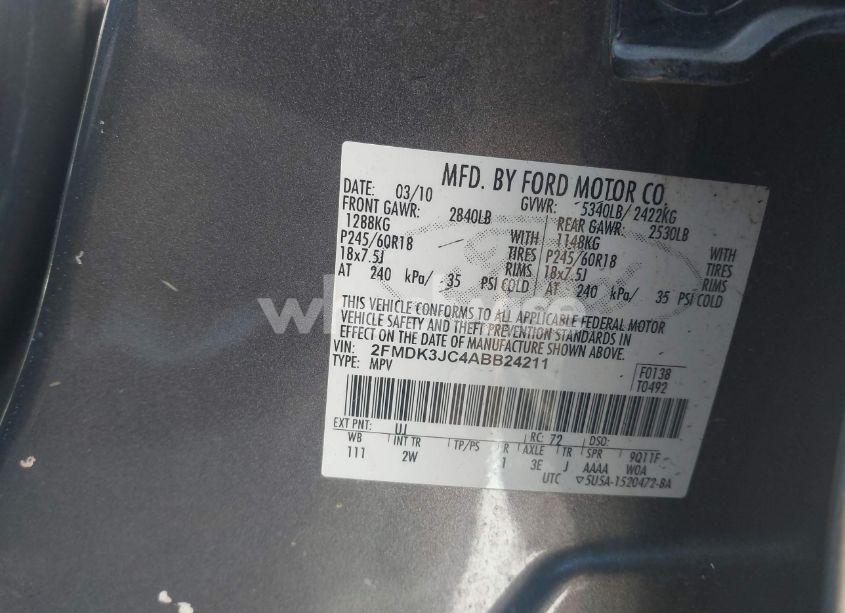 MFD. BY FORD MOTOR CO.
DATE: 03/10 GVWR: 5340LB/ 2422KG
FRONT GAWR: 2840LB REAR GAWR: 2530LB
1288KG WITH 1148KG WITH
P245/60R18 TIRES P245/60R18 TIRES
18x7.5J RIMS 18x7.5J RIMS
AT 240 kPa/ 35 PSI COLD AT 240 kPa/ 35 PSI COLD
THIS VEHICLE CONFORMS TO ALL APPLICABLE FEDERAL MOTOR
VEHICLE SAFETY AND THEFT PREVENTION STANDARDS IN
EFFECT ON THE DATE OF MANUFACTURE SHOWN ABOVE.
VIN: 2FMDK3JC4ABB24211
TYPE: MPV
F0138
T0492
EXT PNT: UJ RC: 72 DSO:
WB INT TR TP/PS R AXLE TR SPR 9Q11F
111 2W 1 3E J AAAA W0A
UTC ▽5U5A-1520472-BA